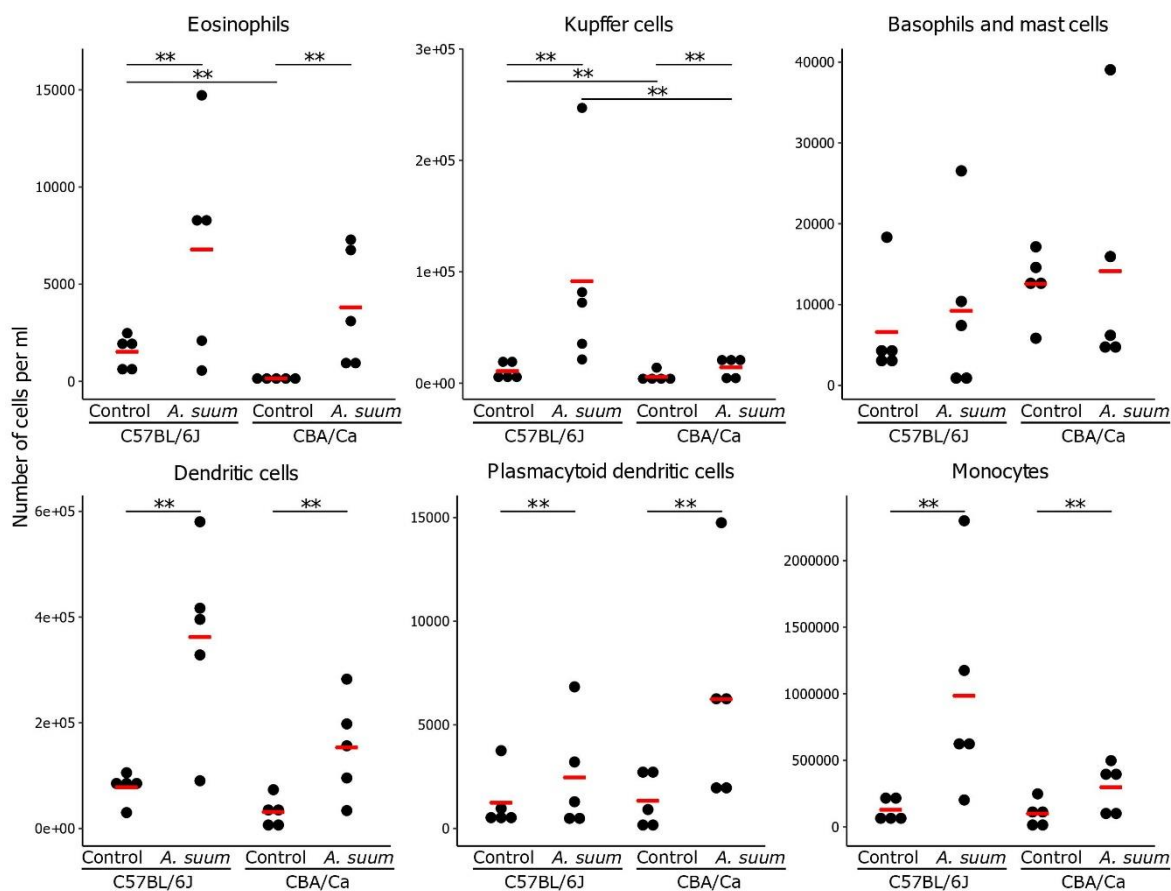 Number of cells per ml
Eosinophils
**
**
**
15000
10000
5000
0
Control A. suum Control A. suum
C57BL/6J CBA/Ca
Kupffer cells
3e+05
**
**
**
**
2e+05
1e+05
0e+00
Control A. suum Control A. suum
C57BL/6J CBA/Ca
Basophils and mast cells
40000
30000
20000
10000
0
Control A. suum Control A. suum
C57BL/6J CBA/Ca
Dendritic cells
6e+05
** **
4e+05
2e+05
0e+00
Control A. suum Control A. suum
C57BL/6J CBA/Ca
Plasmacytoid dendritic cells
15000
** **
10000
5000
0
Control A. suum Control A. suum
C57BL/6J CBA/Ca
Monocytes
** **
2000000
1500000
1000000
500000
0
Control A. suum Control A. suum
C57BL/6J CBA/Ca